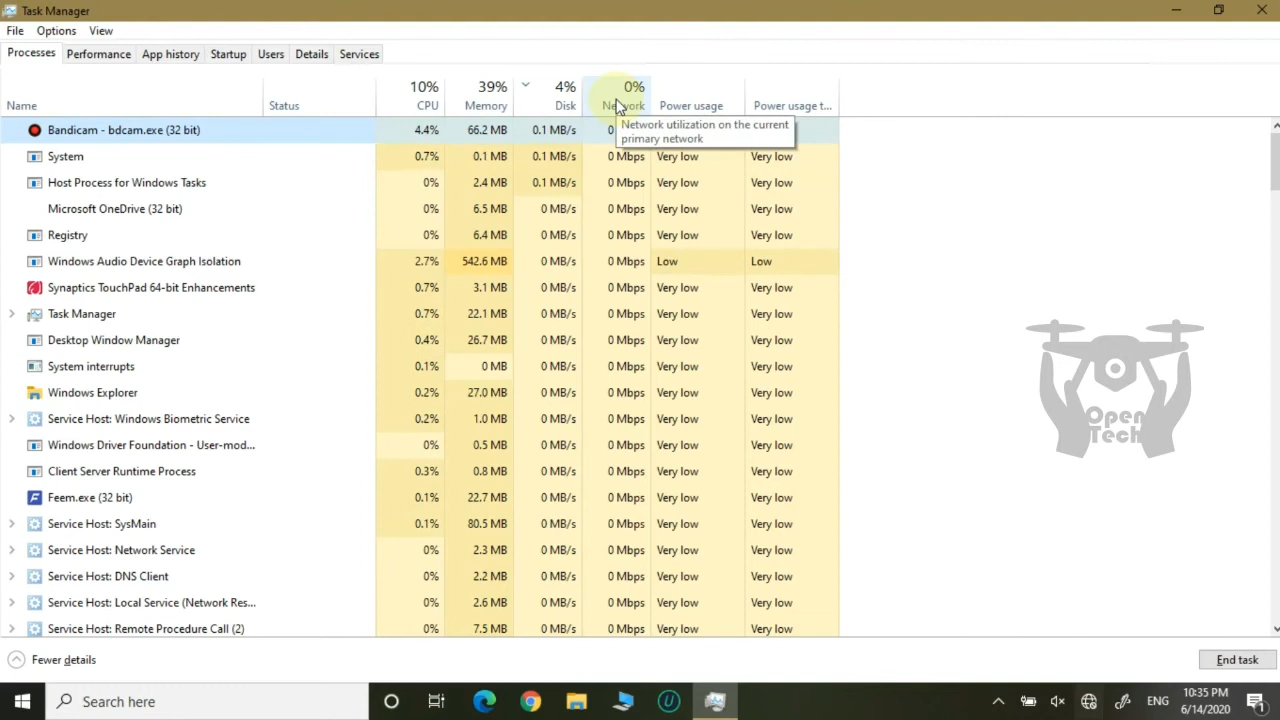 Task Manager
File Options View
Processes Performance App history Startup Users Details Services
10% 39% 4% 0%
Name Status CPU Memory Disk Network Power usage Power usage t...
Network utilization on the current
primary network
Bandicam - bdcam.exe (32 bit) 4.4% 66.2 MB 0.1 MB/s 0
System 0.7% 0.1 MB 0.1 MB/s 0 Mbps Very low Very low
Host Process for Windows Tasks 0% 2.4 MB 0.1 MB/s 0 Mbps Very low Very low
Microsoft OneDrive (32 bit) 0% 6.5 MB 0 MB/s 0 Mbps Very low Very low
Registry 0% 6.4 MB 0 MB/s 0 Mbps Very low Very low
Windows Audio Device Graph Isolation 2.7% 542.6 MB 0 MB/s 0 Mbps Low Low
Synaptics TouchPad 64-bit Enhancements 0.7% 3.1 MB 0 MB/s 0 Mbps Very low Very low
Task Manager 0.7% 22.1 MB 0 MB/s 0 Mbps Very low Very low
Desktop Window Manager 0.4% 26.7 MB 0 MB/s 0 Mbps Very low Very low
System interrupts 0.1% 0 MB 0 MB/s 0 Mbps Very low Very low
Windows Explorer 0.2% 27.0 MB 0 MB/s 0 Mbps Very low Very low
Service Host: Windows Biometric Service 0.2% 1.0 MB 0 MB/s 0 Mbps Very low Very low
Windows Driver Foundation - User-mod... 0% 0.5 MB 0 MB/s 0 Mbps Very low Very low
Client Server Runtime Process 0.3% 0.8 MB 0 MB/s 0 Mbps Very low Very low
Feem.exe (32 bit) 0.1% 22.7 MB 0 MB/s 0 Mbps Very low Very low
Service Host: SysMain 0.1% 80.5 MB 0 MB/s 0 Mbps Very low Very low
Service Host: Network Service 0% 2.3 MB 0 MB/s 0 Mbps Very low Very low
Service Host: DNS Client 0% 2.2 MB 0 MB/s 0 Mbps Very low Very low
Service Host: Local Service (Network Res... 0% 2.6 MB 0 MB/s 0 Mbps Very low Very low
Service Host: Remote Procedure Call (2) 0% 7.5 MB 0 MB/s 0 Mbps Very low Very low
Open
Tech
Fewer details End task
Search here
ENG
10:35 PM
6/14/2020
1